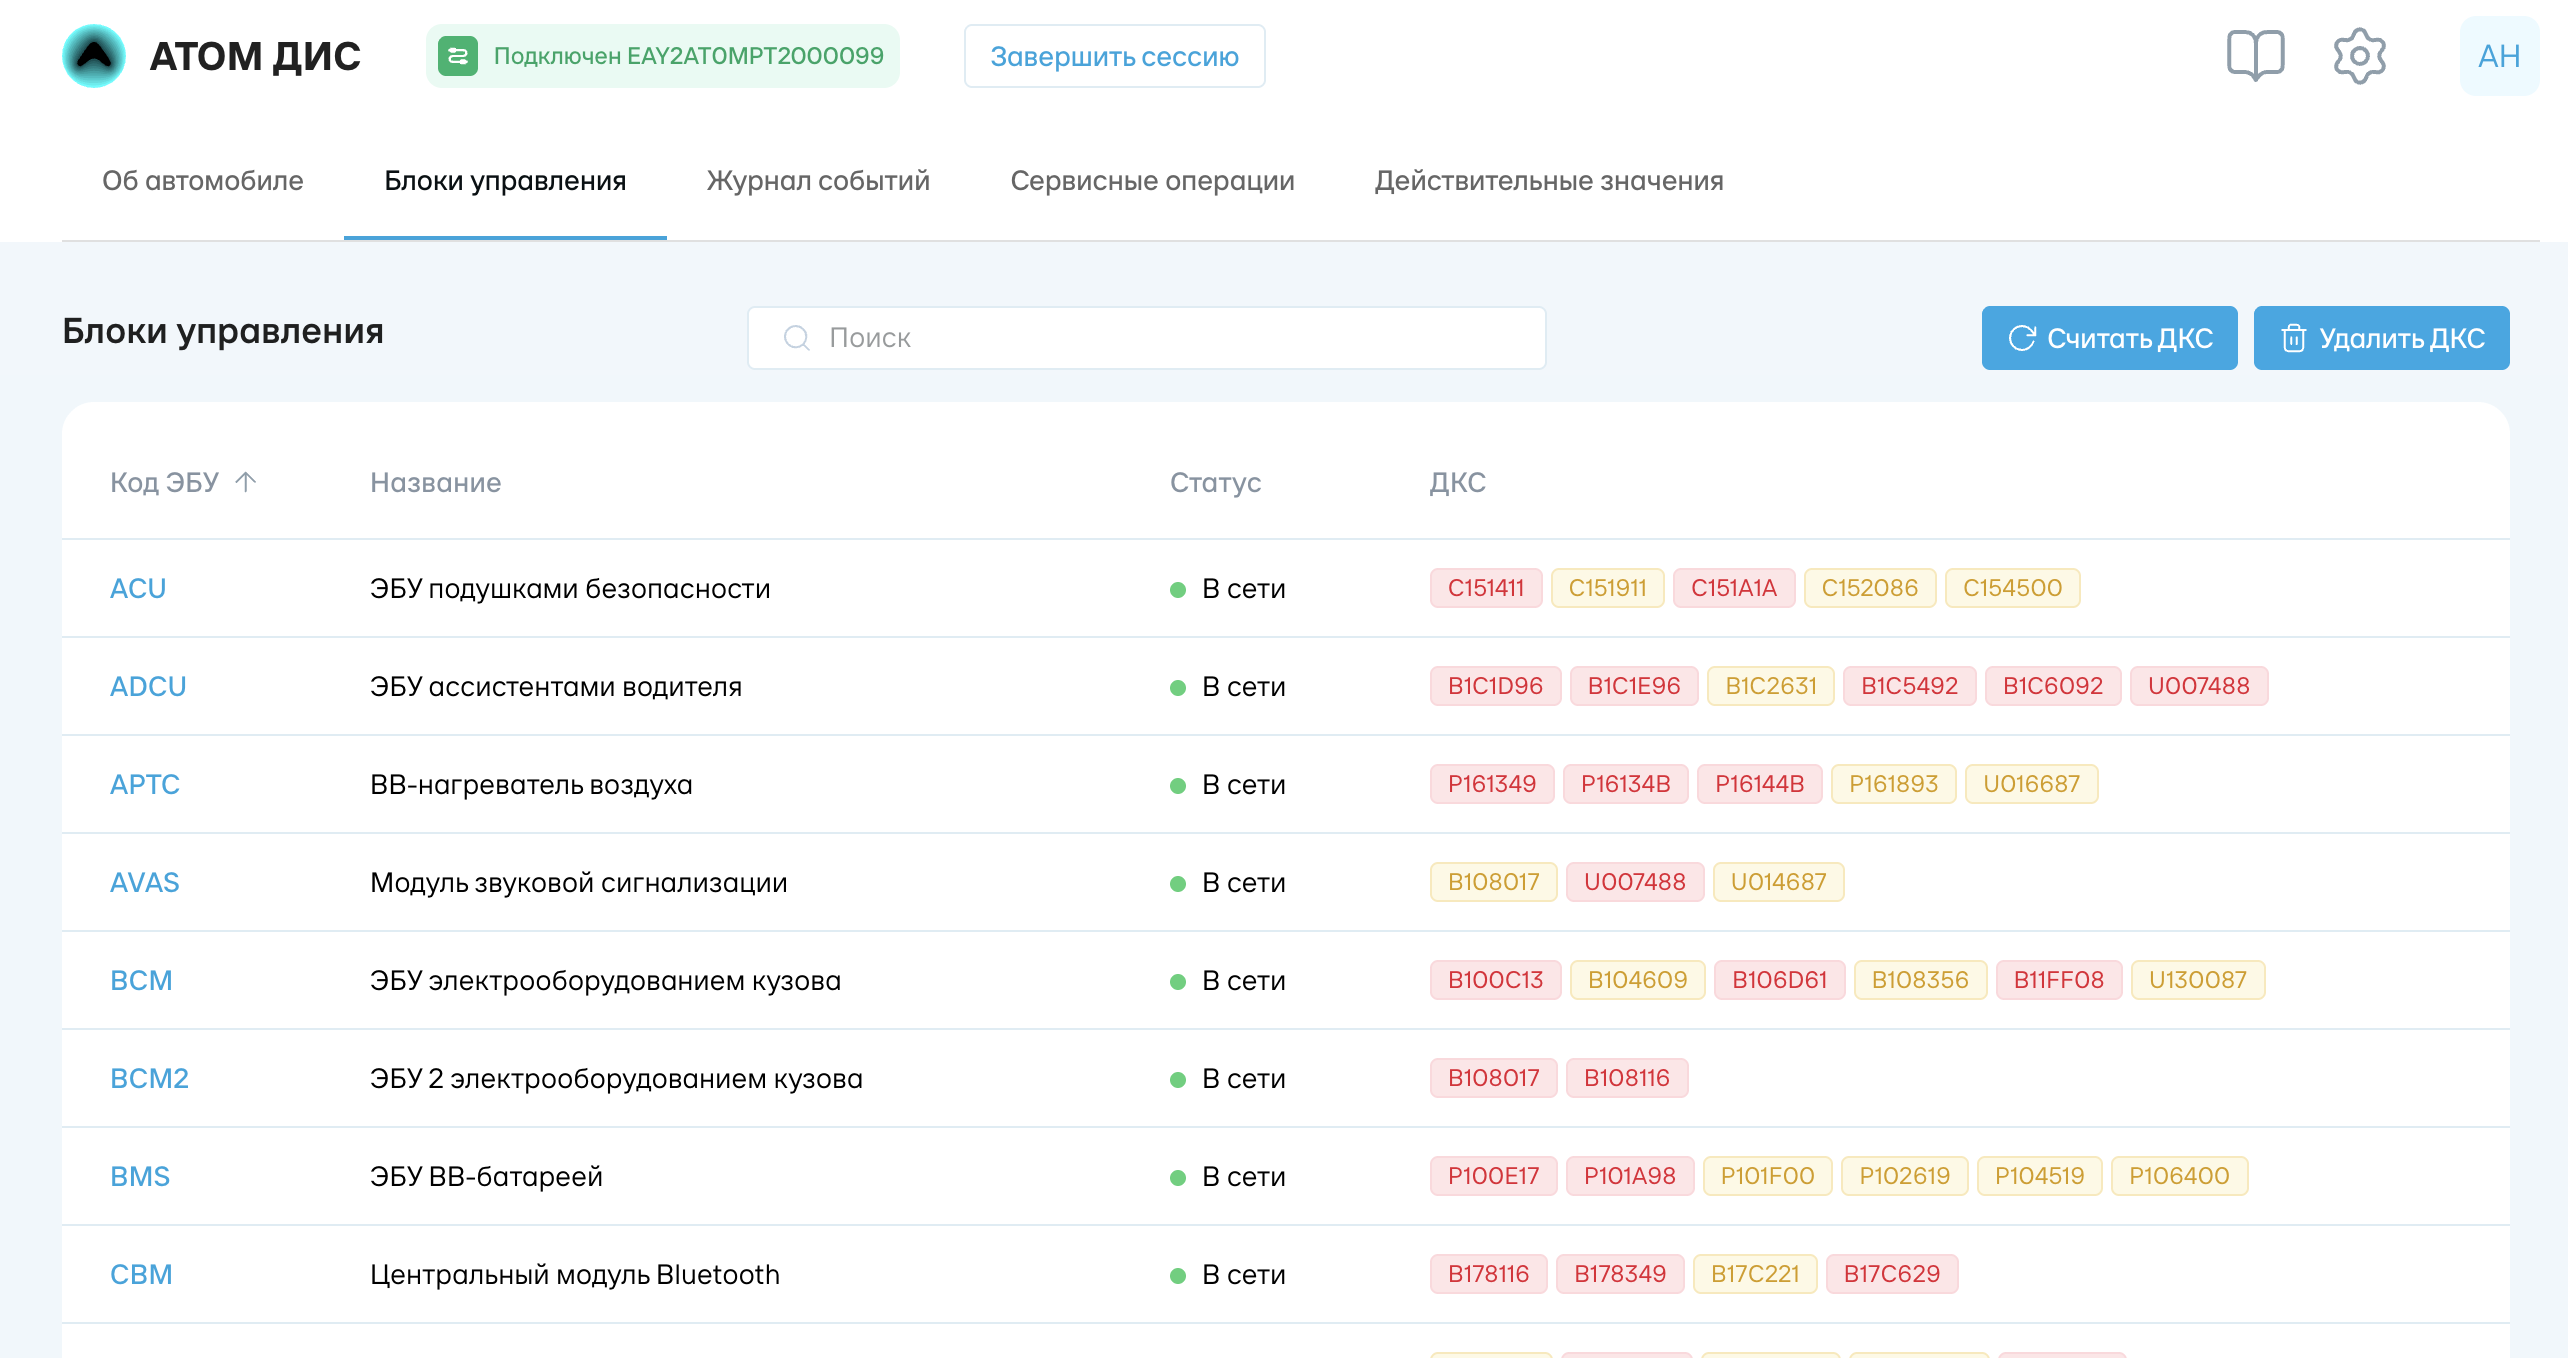 АТОМ ДИС
Подключен EAY2AT0MPT2000099
Завершить сессию
АН
Об автомобиле
Блоки управления
Журнал событий
Сервисные операции
Действительные значения
Блоки управления
Поиск
Считать ДКС
Удалить ДКС
Код ЭБУ Название Статус ДКС
ACU ЭБУ подушками безопасности В сети C151411 C151911 C151A1A C152086 C154500
ADCU ЭБУ ассистентами водителя В сети B1C1D96 B1C1E96 B1C2631 B1C5492 B1C6092 U007488
APTC ВВ-нагреватель воздуха В сети P161349 P16134B P16144B P161893 U016687
AVAS Модуль звуковой сигнализации В сети B108017 U007488 U014687
BCM ЭБУ электрооборудованием кузова В сети B100C13 B104609 B106D61 B108356 B11FF08 U130087
BCM2 ЭБУ 2 электрооборудованием кузова В сети B108017 B108116
BMS ЭБУ ВВ-батареей В сети P100E17 P101A98 P101F00 P102619 P104519 P106400
CBM Центральный модуль Bluetooth В сети B178116 B178349 B17C221 B17C629